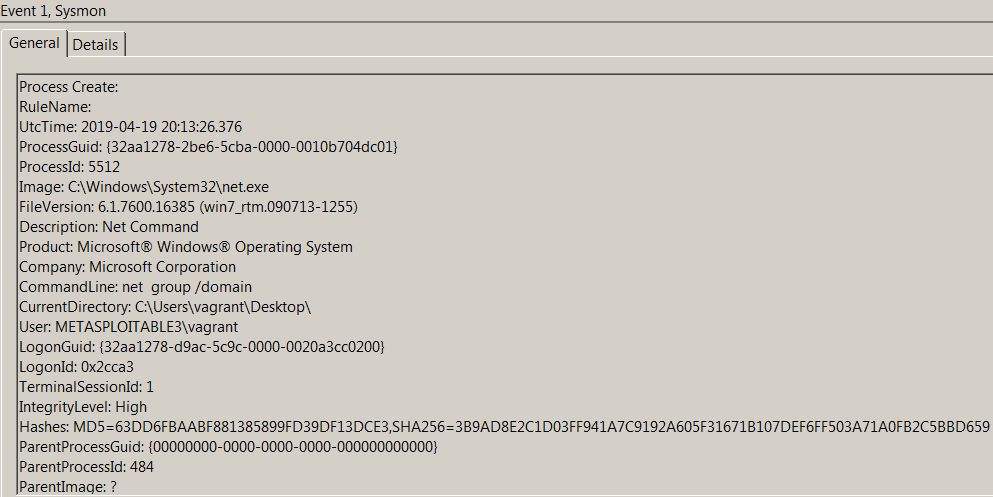 Event 1, Sysmon
General Details
Process Create:
RuleName:
UtcTime: 2019-04-19 20:13:26.376
ProcessGuid: {32aa1278-2be6-5cba-0000-0010b704dc01}
ProcessId: 5512
Image: C:\Windows\System32\net.exe
FileVersion: 6.1.7600.16385 (win7_rtm.090713-1255)
Description: Net Command
Product: Microsoft® Windows® Operating System
Company: Microsoft Corporation
CommandLine: net  group /domain
CurrentDirectory: C:\Users\vagrant\Desktop\
User: METASPLOITABLE3\vagrant
LogonGuid: {32aa1278-d9ac-5c9c-0000-0020a3cc0200}
LogonId: 0x2cca3
TerminalSessionId: 1
IntegrityLevel: High
Hashes: MD5=63DD6FBAABF881385899FD39DF13DCE3,SHA256=3B9AD8E2C1D03FF941A7C9192A605F31671B107DEF6FF503A71A0FB2C5BBD659
ParentProcessGuid: {00000000-0000-0000-0000-000000000000}
ParentProcessId: 484
ParentImage: ?